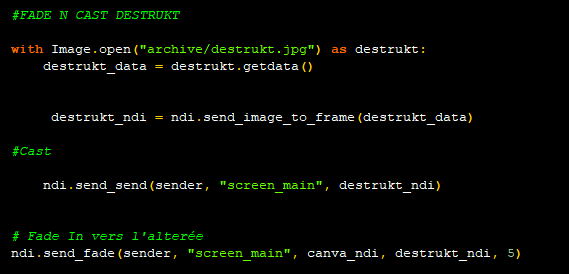 #FADE N CAST DESTRUKT
with Image.open("archive/destrukt.jpg") as destrukt:
destrukt_data = destrukt.getdata()
destrukt_ndi = ndi.send_image_to_frame(destrukt_data)
#Cast
ndi.send_send(sender, "screen_main", destrukt_ndi)
# Fade In vers l'alterée
ndi.send_fade(sender, "screen_main", canva_ndi, destrukt_ndi, 5)